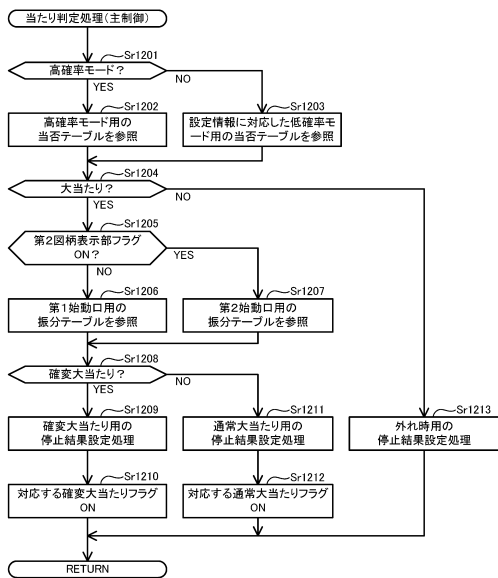 当たり判定処理(主制御)
Sr1201
高確率モード?
NO
YES
Sr1202
高確率モード用の
当否テーブルを参照
Sr1203
設定情報に対応した低確率モ
ード用の当否テーブルを参照
Sr1204
大当たり?
NO
YES
Sr1205
第2図柄表示部フラグ
ON?
YES
NO
Sr1206
第1始動口用の
振分テーブルを参照
Sr1207
第2始動口用の
振分テーブルを参照
Sr1208
確変大当たり?
NO
YES
Sr1209
確変大当たり用の
停止結果設定処理
Sr1211
通常大当たり用の
停止結果設定処理
Sr1213
外れ時用の
停止結果設定処理
Sr1210
対応する確変大当たりフラグ
ON
Sr1212
対応する通常大当たりフラグ
ON
RETURN